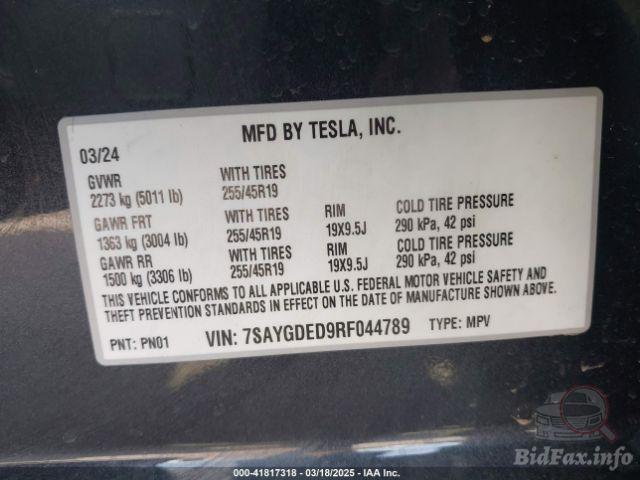 MFD BY TESLA, INC.
03/24
GVWR WITH TIRES
2273 kg (5011 lb) 255/45R19
GAWR FRT WITH TIRES RIM COLD TIRE PRESSURE
1363 kg (3004 lb) 255/45R19 19X9.5J 290 kPa, 42 psi
GAWR RR WITH TIRES RIM COLD TIRE PRESSURE
1500 kg (3306 lb) 255/45R19 19X9.5J 290 kPa, 42 psi
THIS VEHICLE CONFORMS TO ALL APPLICABLE U.S. FEDERAL MOTOR VEHICLE SAFETY AND
THEFT PREVENTION STANDARDS IN EFFECT ON THE DATE OF MANUFACTURE SHOWN ABOVE.
PNT: PN01 VIN: 7SAYGDED9RF044789 TYPE: MPV
BidFax.info
000-41817318 - 03/18/2025 - IAA Inc.